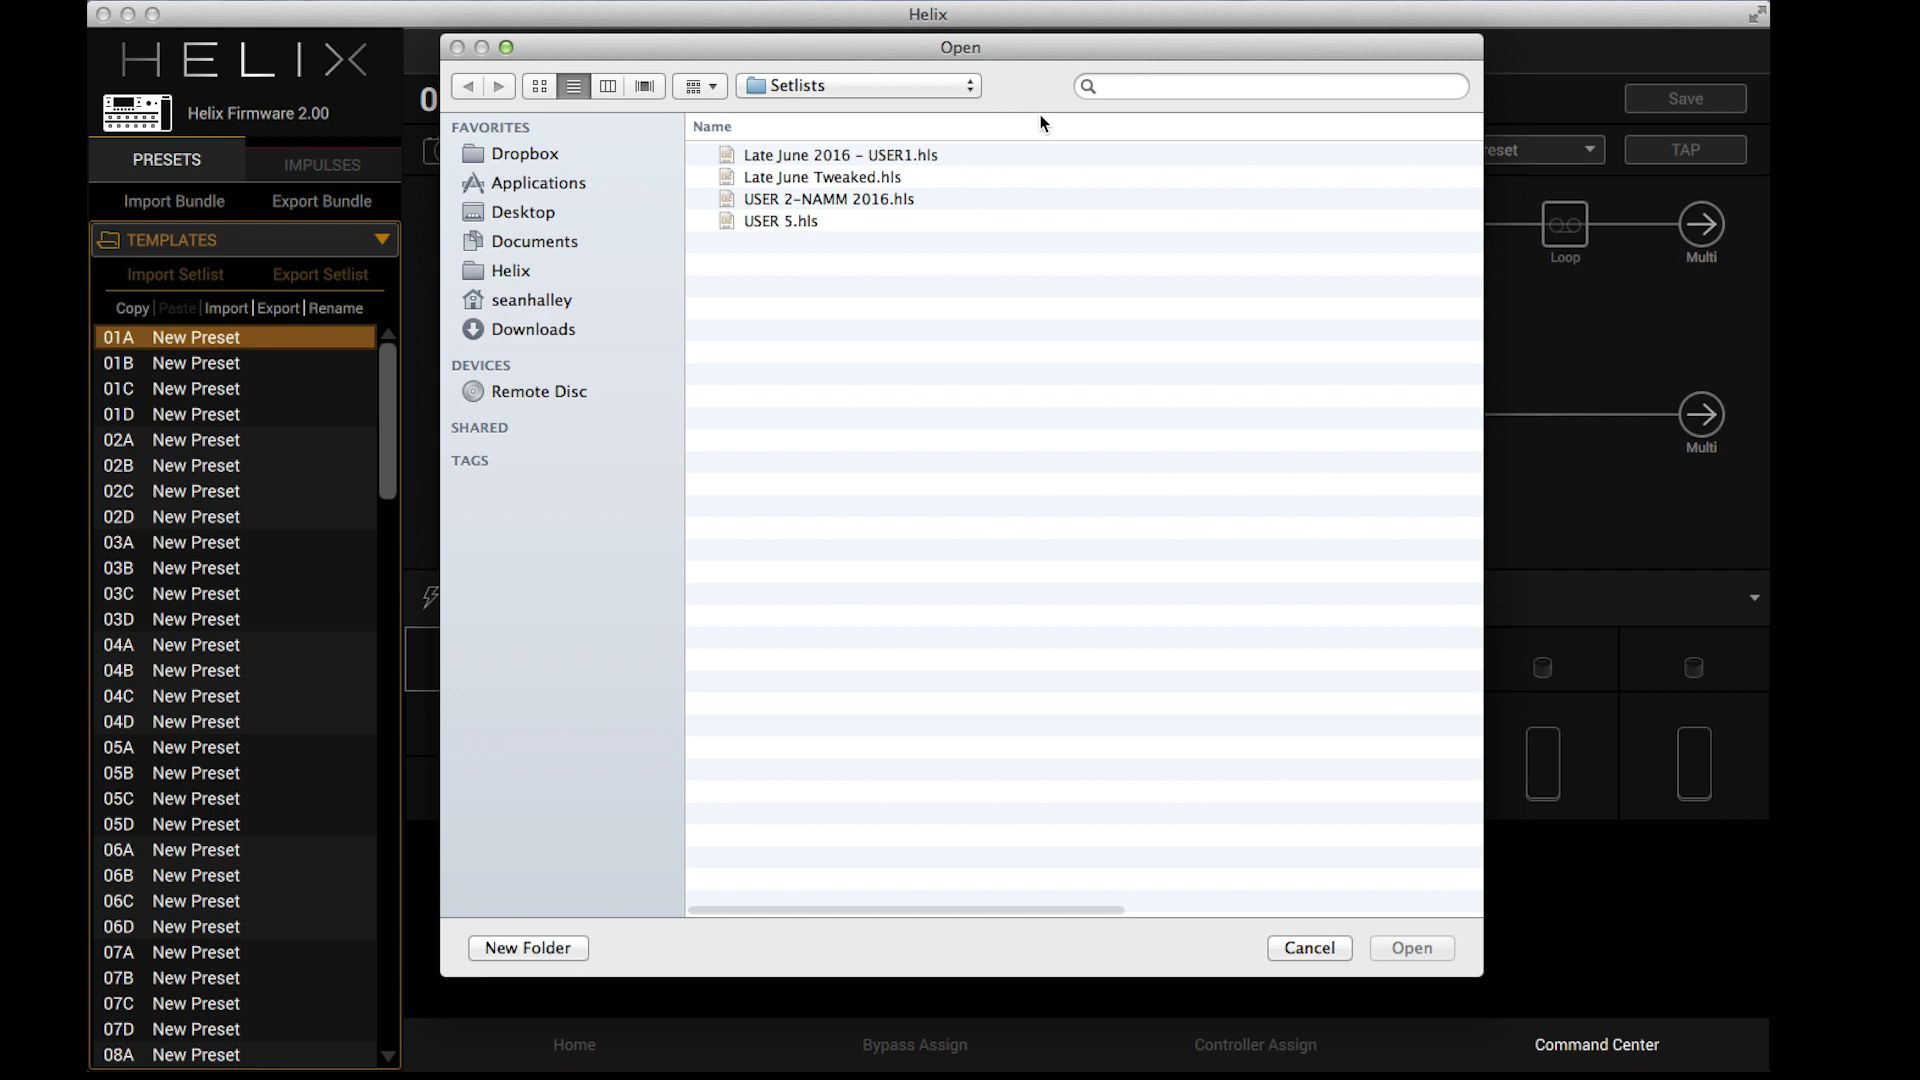 Helix
HELIX
Helix Firmware 2.00
PRESETS
IMPULSES
Import Bundle
Export Bundle
TEMPLATES
Import Setlist
Export Setlist
Copy | Paste | Import | Export | Rename
01A New Preset
01B New Preset
01C New Preset
01D New Preset
02A New Preset
02B New Preset
02C New Preset
02D New Preset
03A New Preset
03B New Preset
03C New Preset
03D New Preset
04A New Preset
04B New Preset
04C New Preset
04D New Preset
05A New Preset
05B New Preset
05C New Preset
05D New Preset
06A New Preset
06B New Preset
06C New Preset
06D New Preset
07A New Preset
07B New Preset
07C New Preset
07D New Preset
08A New Preset
0
Open
Setlists
FAVORITES
Dropbox
Applications
Desktop
Documents
Helix
seanhalley
Downloads
DEVICES
Remote Disc
SHARED
TAGS
Name
Late June 2016 - USER1.hls
Late June Tweaked.hls
USER 2-NAMM 2016.hls
USER 5.hls
New Folder
Cancel
Open
Save
reset
TAP
Loop
Multi
Multi
Home
Bypass Assign
Controller Assign
Command Center